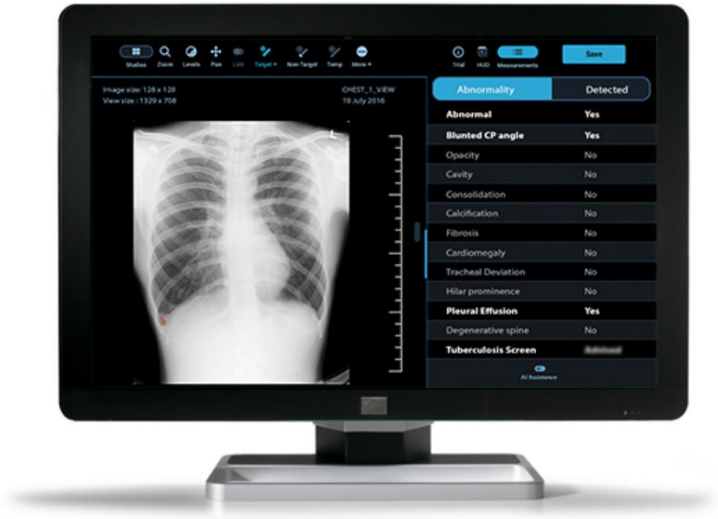 Studies Zoom Levels Pan Link Target Non-Target Temp More
Trial HUD Measurements Save
Image size: 128 x 128
View size : 1329 x 708
CHEST_1_VIEW
19 July 2016
L
Abnormality Detected
Abnormal Yes
Blunted CP angle Yes
Opacity No
Cavity No
Consolidation No
Calcification No
Fibrosis No
Cardiomegaly No
Tracheal Deviation No
Hilar prominence No
Pleural Effusion Yes
Degenerative spine No
Tuberculosis Screen
AI Assistance